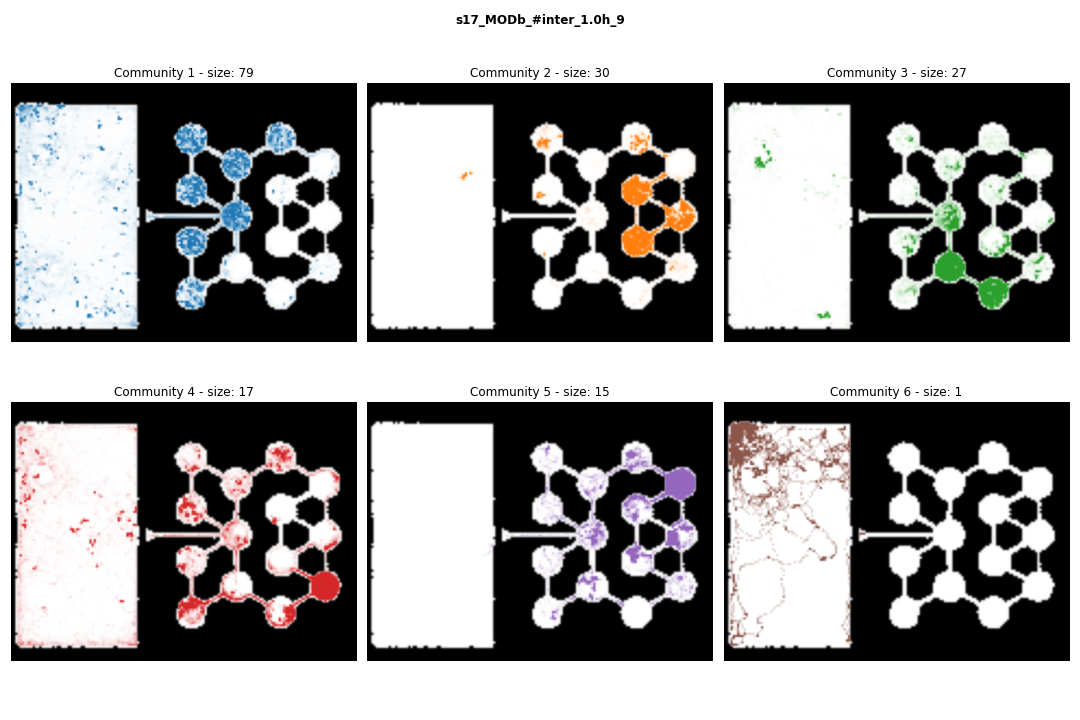 s17_MODb_#inter_1.0h_9
Community 1 - size: 79
Community 2 - size: 30
Community 3 - size: 27
Community 4 - size: 17
Community 5 - size: 15
Community 6 - size: 1